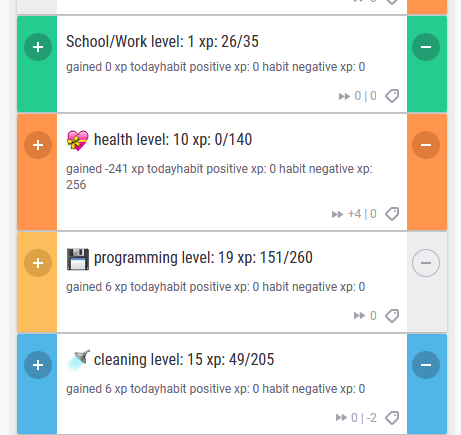 School/Work level: 1 xp: 26/35
gained 0 xp todayhabit positive xp: 0 habit negative xp: 0
0 | 0
health level: 10 xp: 0/140
gained -241 xp todayhabit positive xp: 0 habit negative xp:
256
+4 | 0
programming level: 19 xp: 151/260
gained 6 xp todayhabit positive xp: 0 habit negative xp: 0
0
cleaning level: 15 xp: 49/205
gained 6 xp todayhabit positive xp: 0 habit negative xp: 0
0 | -2